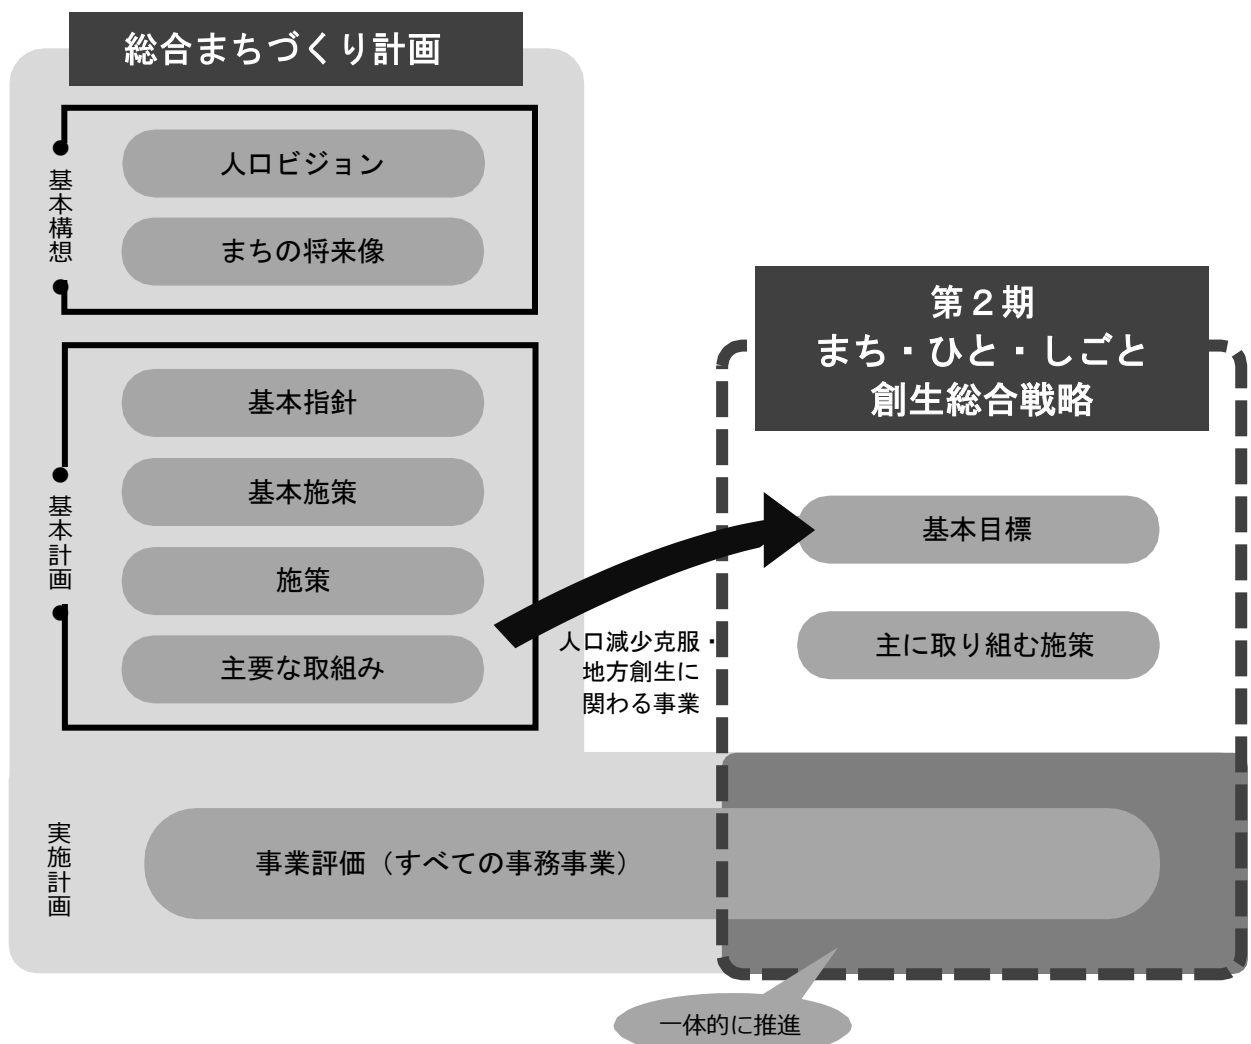 総合まちづくり計画
基本構想
人口ビジョン
まちの将来像
基本計画
基本指針
基本施策
施策
主要な取組み
人口減少克服・
地方創生に
関わる事業
第２期
まち・ひと・しごと
創生総合戦略
基本目標
主に取り組む施策
実施計画
事業評価（すべての事務事業）
一体的に推進